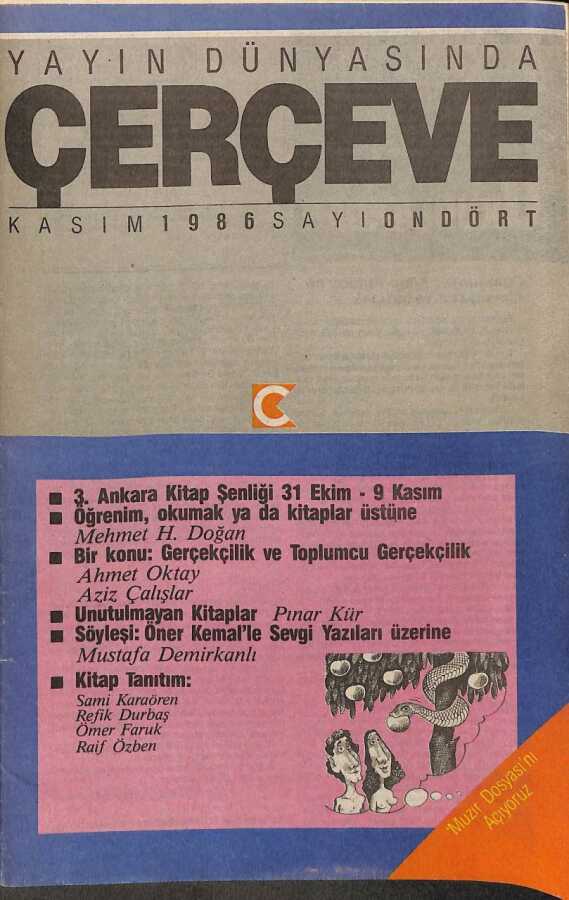 YAYIN DÜNYASINDA
ÇERÇEVE
KASIM 1986 SAYI ONDÖRT
C
■ 3. Ankara Kitap Şenliği 31 Ekim - 9 Kasım
■ Öğrenim, okumak ya da kitaplar üstüne
Mehmet H. Doğan
■ Bir konu: Gerçekçilik ve Toplumcu Gerçekçilik
Ahmet Oktay
Aziz Çalışlar
■ Unutulmayan Kitaplar Pınar Kür
■ Söyleşi: Öner Kemal'le Sevgi Yazıları üzerine
Mustafa Demirkanlı
■ Kitap Tanıtım:
Sami Karaören
Refik Durbaş
Ömer Faruk
Raif Özben
'Muzır Dosyası'nı
Açıyoruz